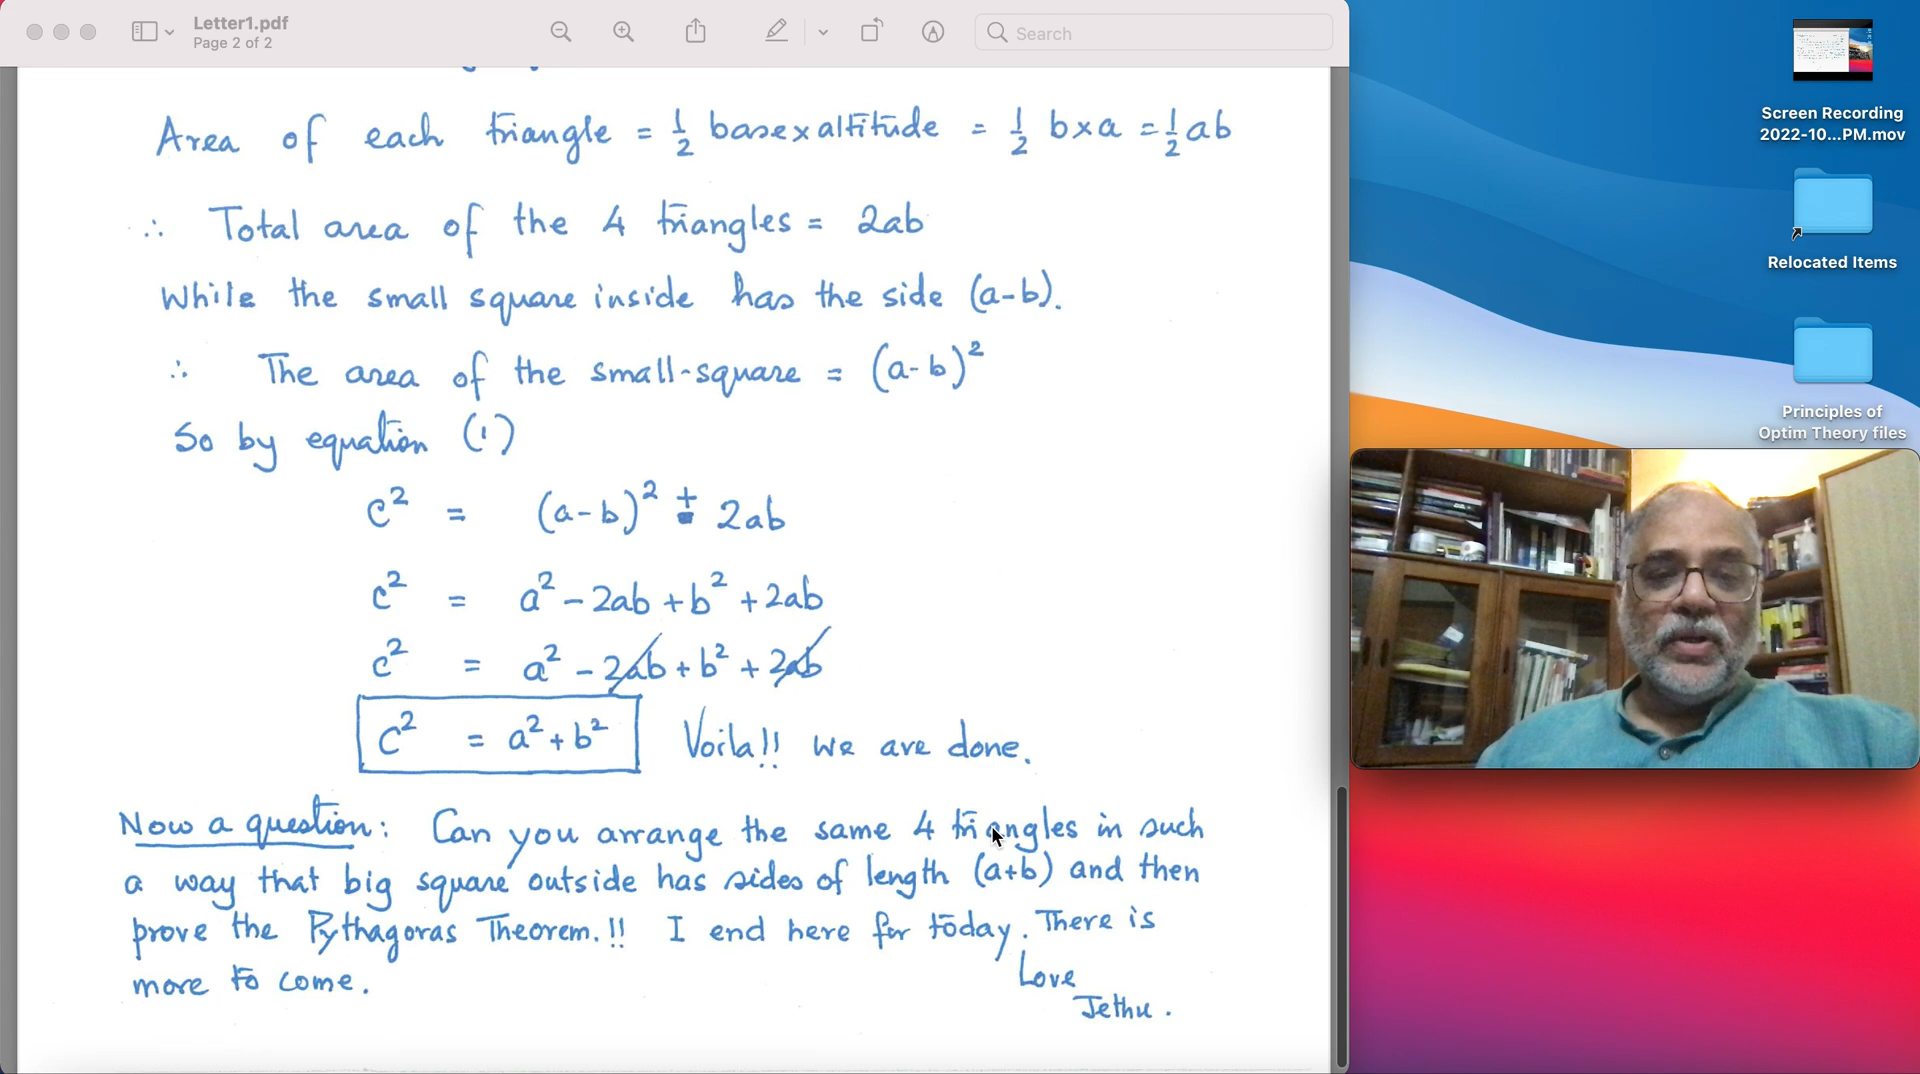 Letter1.pdf
Page 2 of 2
Search
Area of each triangle = 1/2 base x altitude = 1/2 b x a = 1/2 ab
∴ Total area of the 4 triangles = 2ab
While the small square inside has the side (a-b).
∴ The area of the small-square = (a-b)²
So by equation (1)
c² = (a-b)² + 2ab
c² = a² - 2ab + b² + 2ab
c² = a² - 2ab + b² + 2ab
c² = a² + b² Voila!! We are done.
Now a question: Can you arrange the same 4 triangles in such
a way that big square outside has sides of length (a+b) and then
prove the Pythagoras Theorem.!! I end here for today. There is
more to come.
Love
Jethu.
Screen Recording
2022-10...PM.mov
Relocated Items
Principles of
Optim Theory files